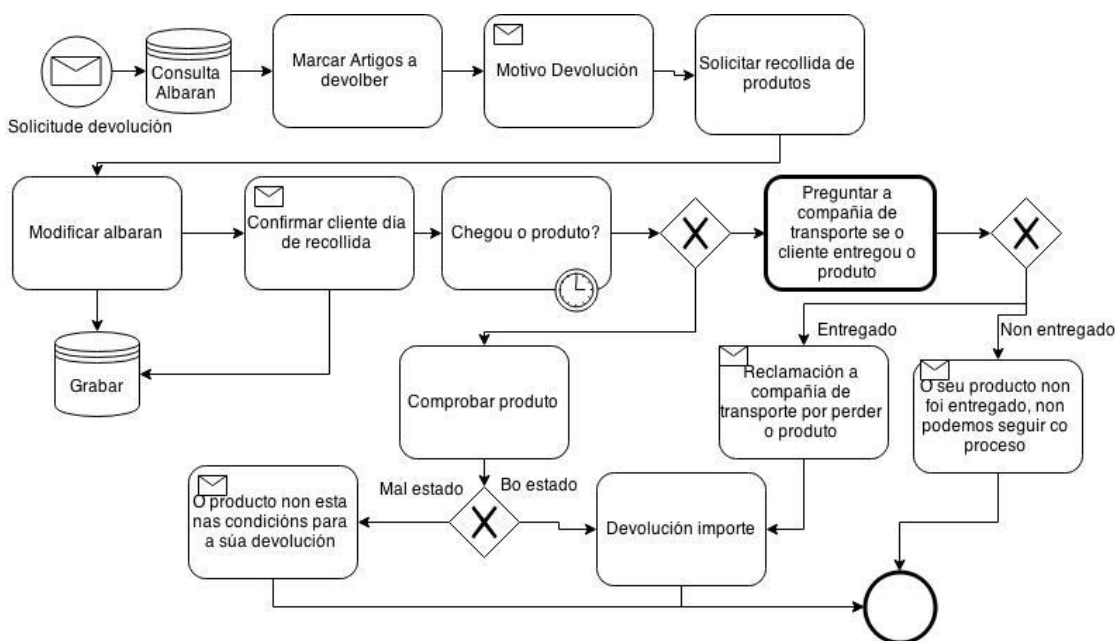 Solicitude devolución
Consulta
Albaran
Marcar Artigos a
devolber
Motivo Devolución
Solicitar recollida de
produtos
Modificar albaran
Confirmar cliente día
de recollida
Chegou o produto?
Preguntar a
compañia de
transporte se o
cliente entregou o
produto
Grabar
Entregado
Non entregado
Comprobar produto
Reclamación a
compañia de
transporte por perder
o produto
O seu producto non
foi entregado, non
podemos seguir co
proceso
Mal estado
Bo estado
O producto non esta
nas condicións para
a súa devolución
Devolución importe